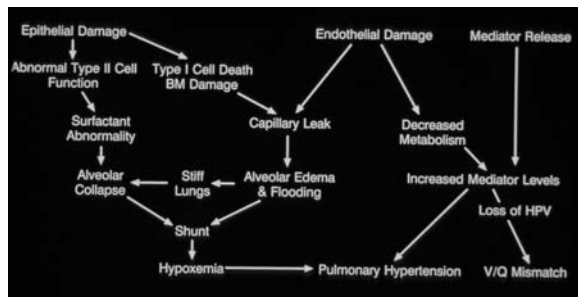 Epithelial Damage
Endothelial Damage
Mediator Release
Abnormal Type II Cell
Function
Type I Cell Death
BM Damage
Surfactant
Abnormality
Capillary Leak
Decreased
Metabolism
Alveolar
Collapse
Stiff
Lungs
Alveolar Edema
& Flooding
Increased Mediator Levels
Loss of HPV
Shunt
Hypoxemia
Pulmonary Hypertension
V/Q Mismatch